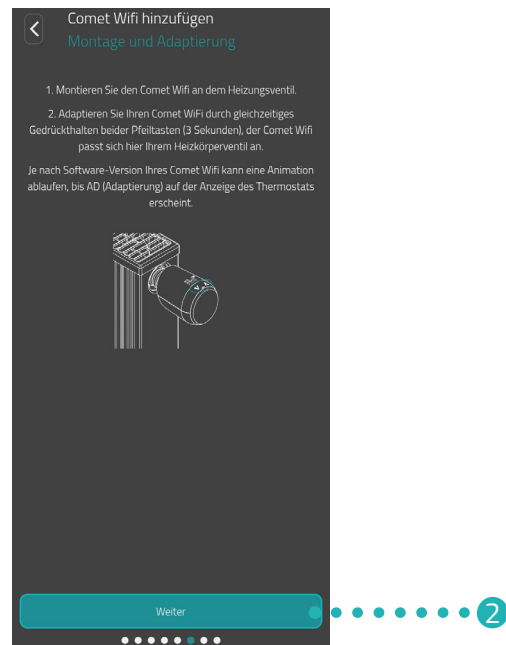 Comet Wifi hinzufügen
Montage und Adaptierung
1. Montieren Sie den Comet Wifi an dem Heizungsventil.
2. Adaptieren Sie Ihren Comet WiFi durch gleichzeitiges
Gedrückthalten beider Pfeiltasten (3 Sekunden), der Comet Wifi
passt sich hier Ihrem Heizkörperventil an.
Je nach Software-Version Ihres Comet Wifi kann eine Animation
ablaufen, bis AD (Adaptierung) auf der Anzeige des Thermostats
erscheint.
Weiter
2